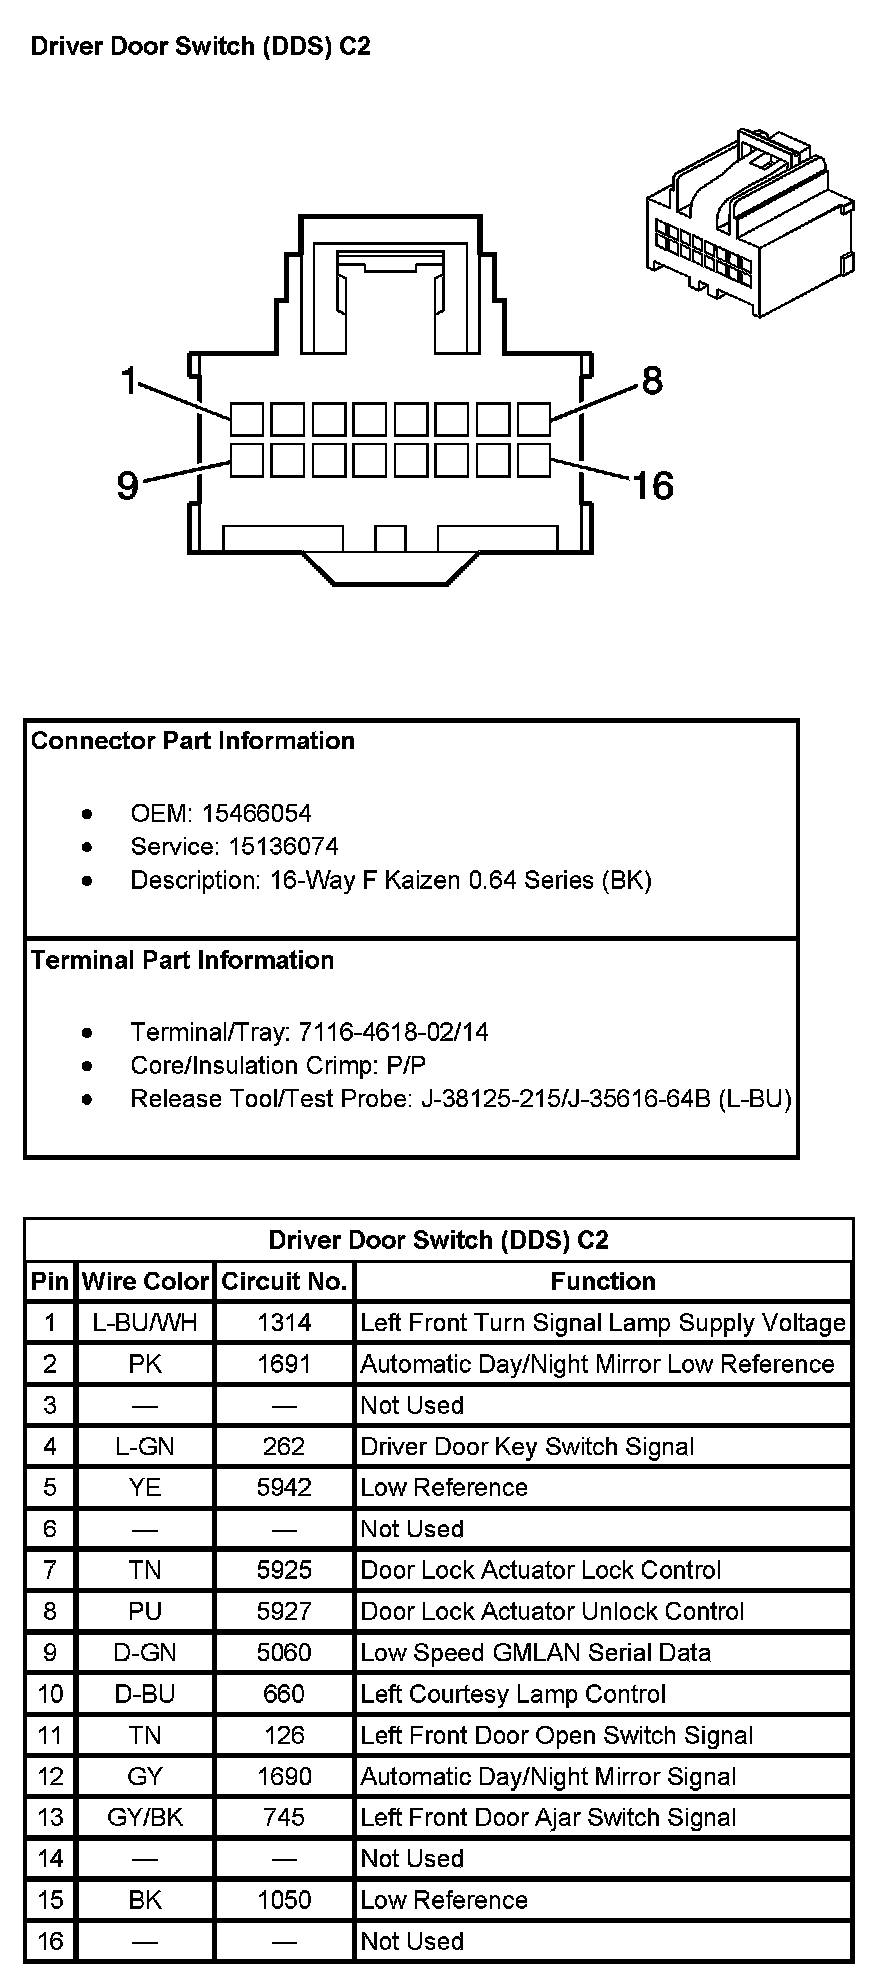 Driver Door Switch (DDS) C2
1
8
9
16
Connector Part Information
• OEM: 15466054
• Service: 15136074
• Description: 16-Way F Kaizen 0.64 Series (BK)
Terminal Part Information
• Terminal/Tray: 7116-4618-02/14
• Core/Insulation Crimp: P/P
• Release Tool/Test Probe: J-38125-215/J-35616-64B (L-BU)
Driver Door Switch (DDS) C2
Pin Wire Color Circuit No. Function
1 L-BU/WH 1314 Left Front Turn Signal Lamp Supply Voltage
2 PK 1691 Automatic Day/Night Mirror Low Reference
3 — — Not Used
4 L-GN 262 Driver Door Key Switch Signal
5 YE 5942 Low Reference
6 — — Not Used
7 TN 5925 Door Lock Actuator Lock Control
8 PU 5927 Door Lock Actuator Unlock Control
9 D-GN 5060 Low Speed GMLAN Serial Data
10 D-BU 660 Left Courtesy Lamp Control
11 TN 126 Left Front Door Open Switch Signal
12 GY 1690 Automatic Day/Night Mirror Signal
13 GY/BK 745 Left Front Door Ajar Switch Signal
14 — — Not Used
15 BK 1050 Low Reference
16 — — Not Used